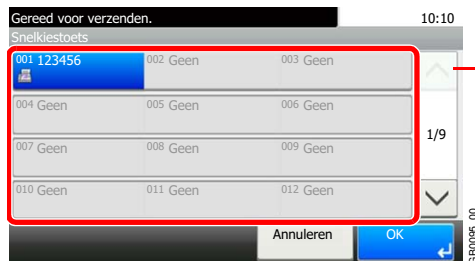 Gereed voor verzenden. 10:10
Snelkiestoets
001 123456 002 Geen 003 Geen
004 Geen 005 Geen 006 Geen
1/9
007 Geen 008 Geen 009 Geen
010 Geen 011 Geen 012 Geen
Annuleren OK
GB0095_00